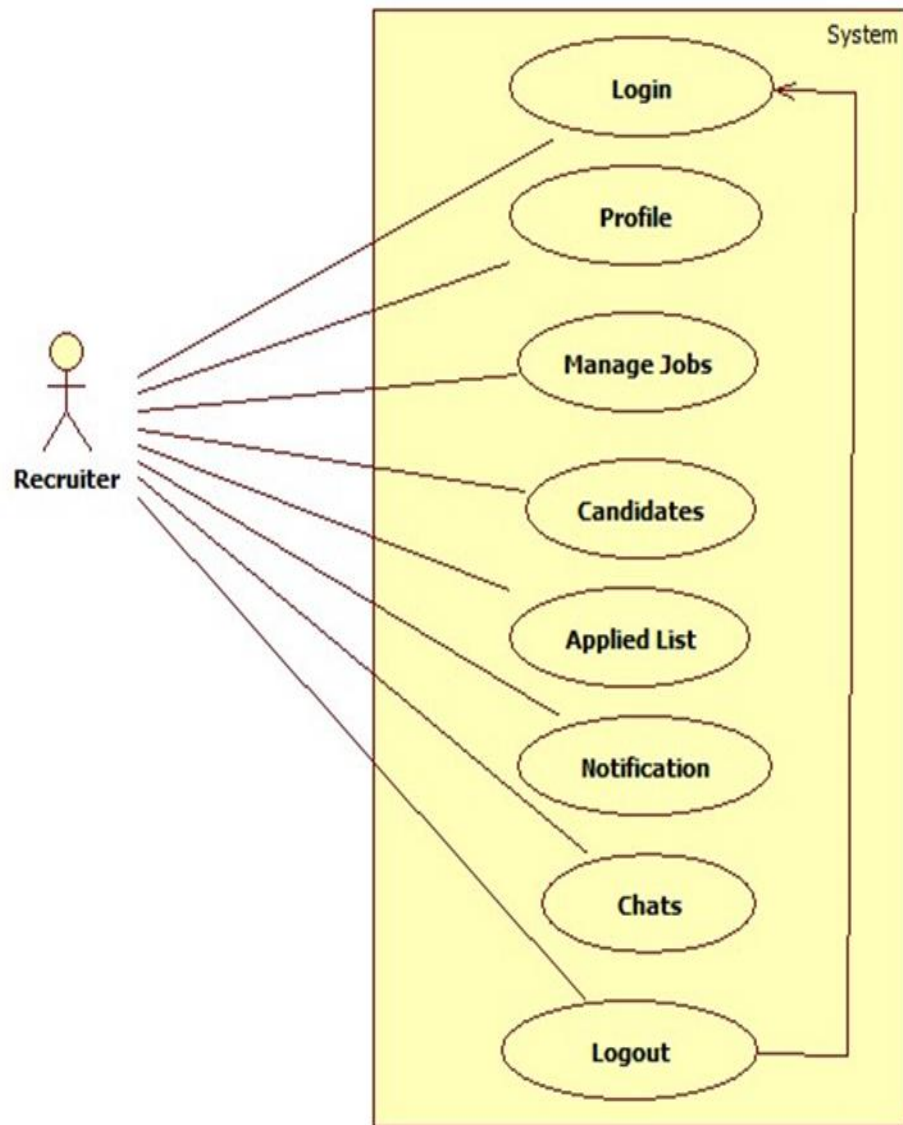 System
Login
Profile
Manage Jobs
Recruiter
Candidates
Applied List
Notification
Chats
Logout